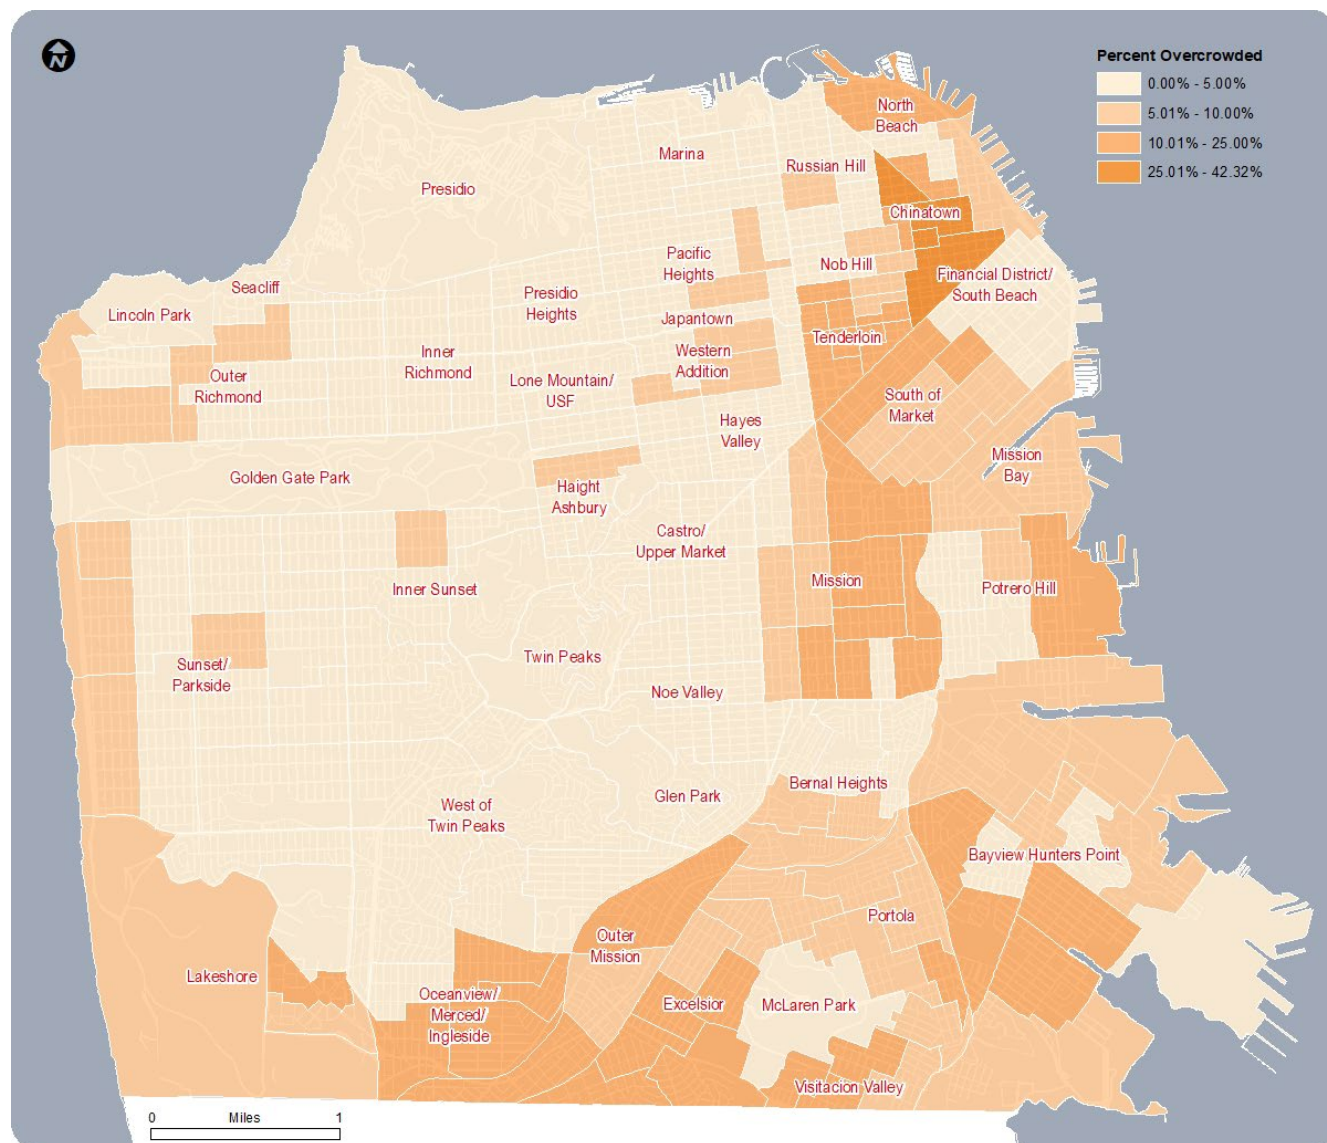 N
Percent Overcrowded
0.00% - 5.00%
5.01% - 10.00%
10.01% - 25.00%
25.01% - 42.32%
North
Beach
Marina
Russian Hill
Presidio
Chinatown
Pacific
Heights
Nob Hill
Financial District/
South Beach
Seacliff
Lincoln Park
Presidio
Heights
Japantown
Tenderloin
Inner
Richmond
Western
Addition
Outer
Richmond
Lone Mountain/
USF
South of
Market
Hayes
Valley
Mission
Bay
Golden Gate Park
Haight
Ashbury
Castro/
Upper Market
Inner Sunset
Mission
Potrero Hill
Twin Peaks
Sunset/
Parkside
Noe Valley
Bernal Heights
Glen Park
West of
Twin Peaks
Bayview Hunters Point
Portola
Outer
Mission
Lakeshore
Oceanview/
Merced/
Ingleside
Excelsior
McLaren Park
Visitacion Valley
0 Miles 1